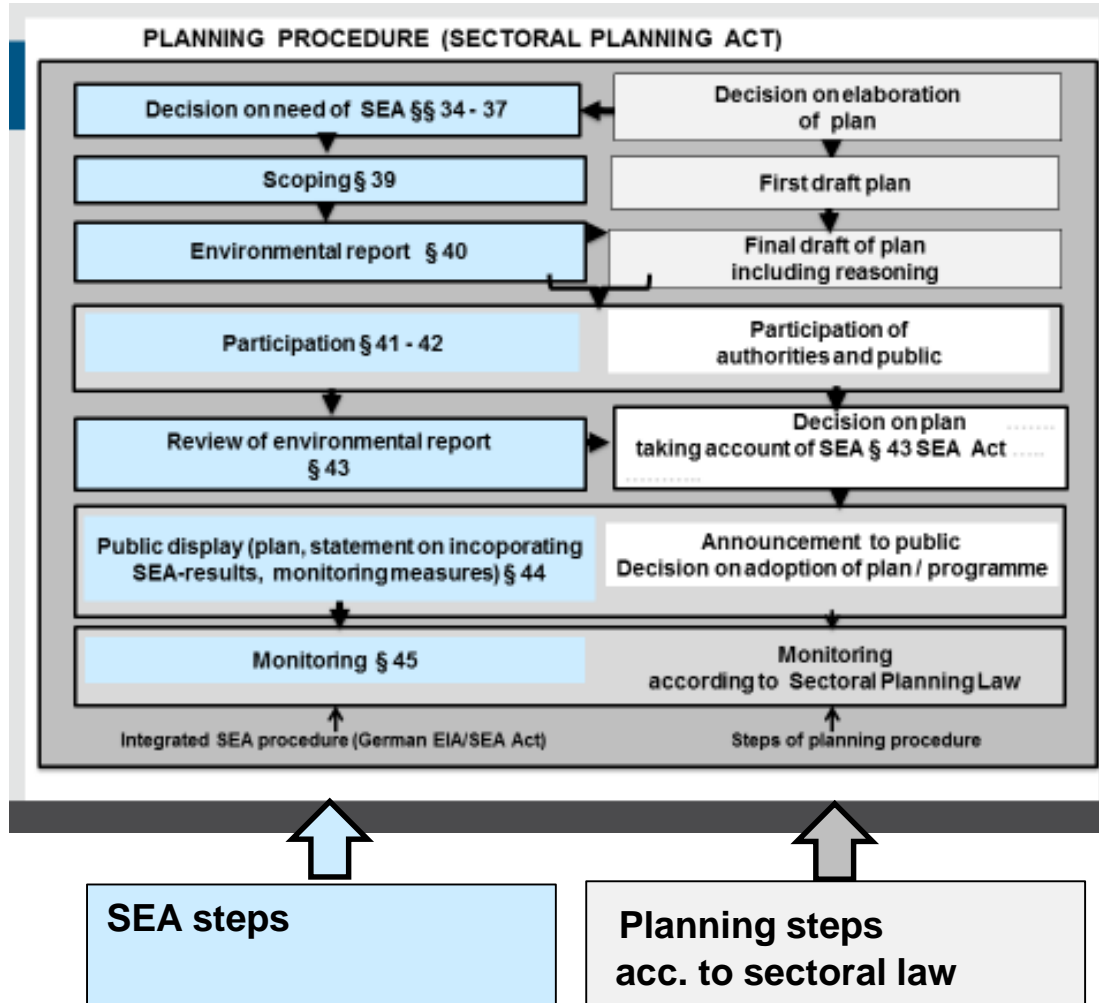 PLANNING PROCEDURE (SECTORAL PLANNING ACT)
Decision on need of SEA §§ 34 - 37
Decision on elaboration
of plan
Scoping § 39
First draft plan
Environmental report § 40
Final draft of plan
including reasoning
Participation § 41 - 42
Participation of
authorities and public
Review of environmental report
§ 43
Decision on plan .......
taking account of SEA § 43 SEA Act .....
...........
Public display (plan, statement on incoporating
SEA-results, monitoring measures) § 44
Announcement to public
Decision on adoption of plan / programme
Monitoring § 45
Monitoring
according to Sectoral Planning Law
Integrated SEA procedure (German EIA/SEA Act)
Steps of planning procedure
SEA steps
Planning steps
acc. to sectoral law